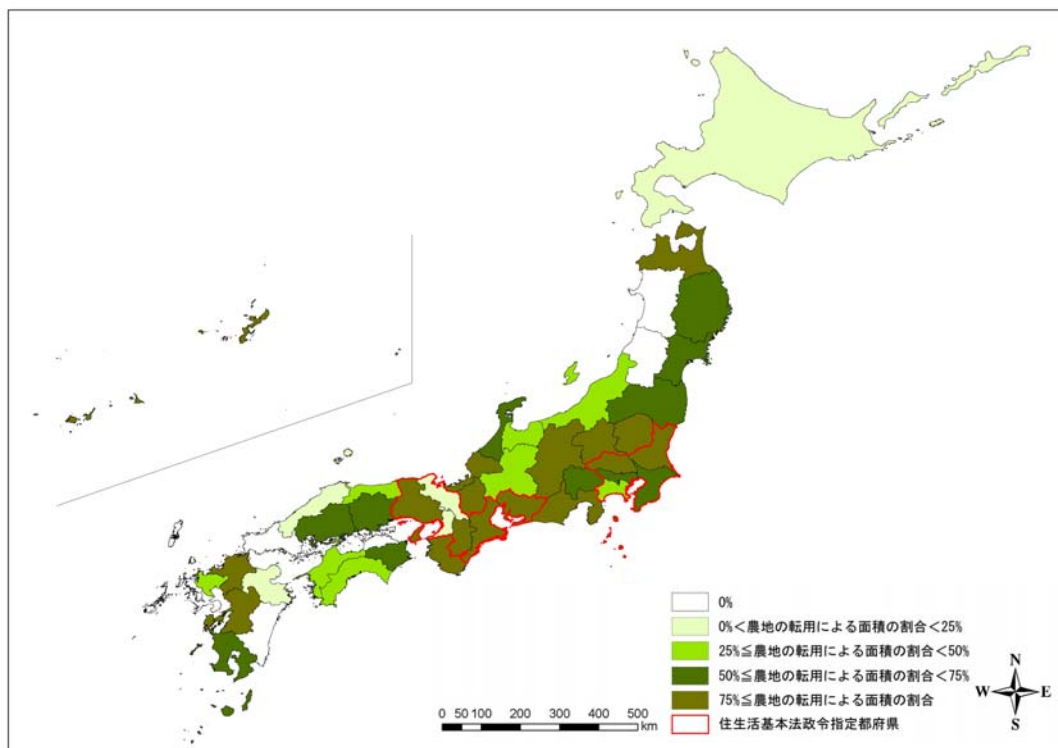 0%
0%<農地の転用による面積の割合<25%
25%≦農地の転用による面積の割合<50%
50%≦農地の転用による面積の割合<75%
75%≦農地の転用による面積の割合
住生活基本法政令指定都府県
0 50 100 200 300 400 500
km
N
W E
S